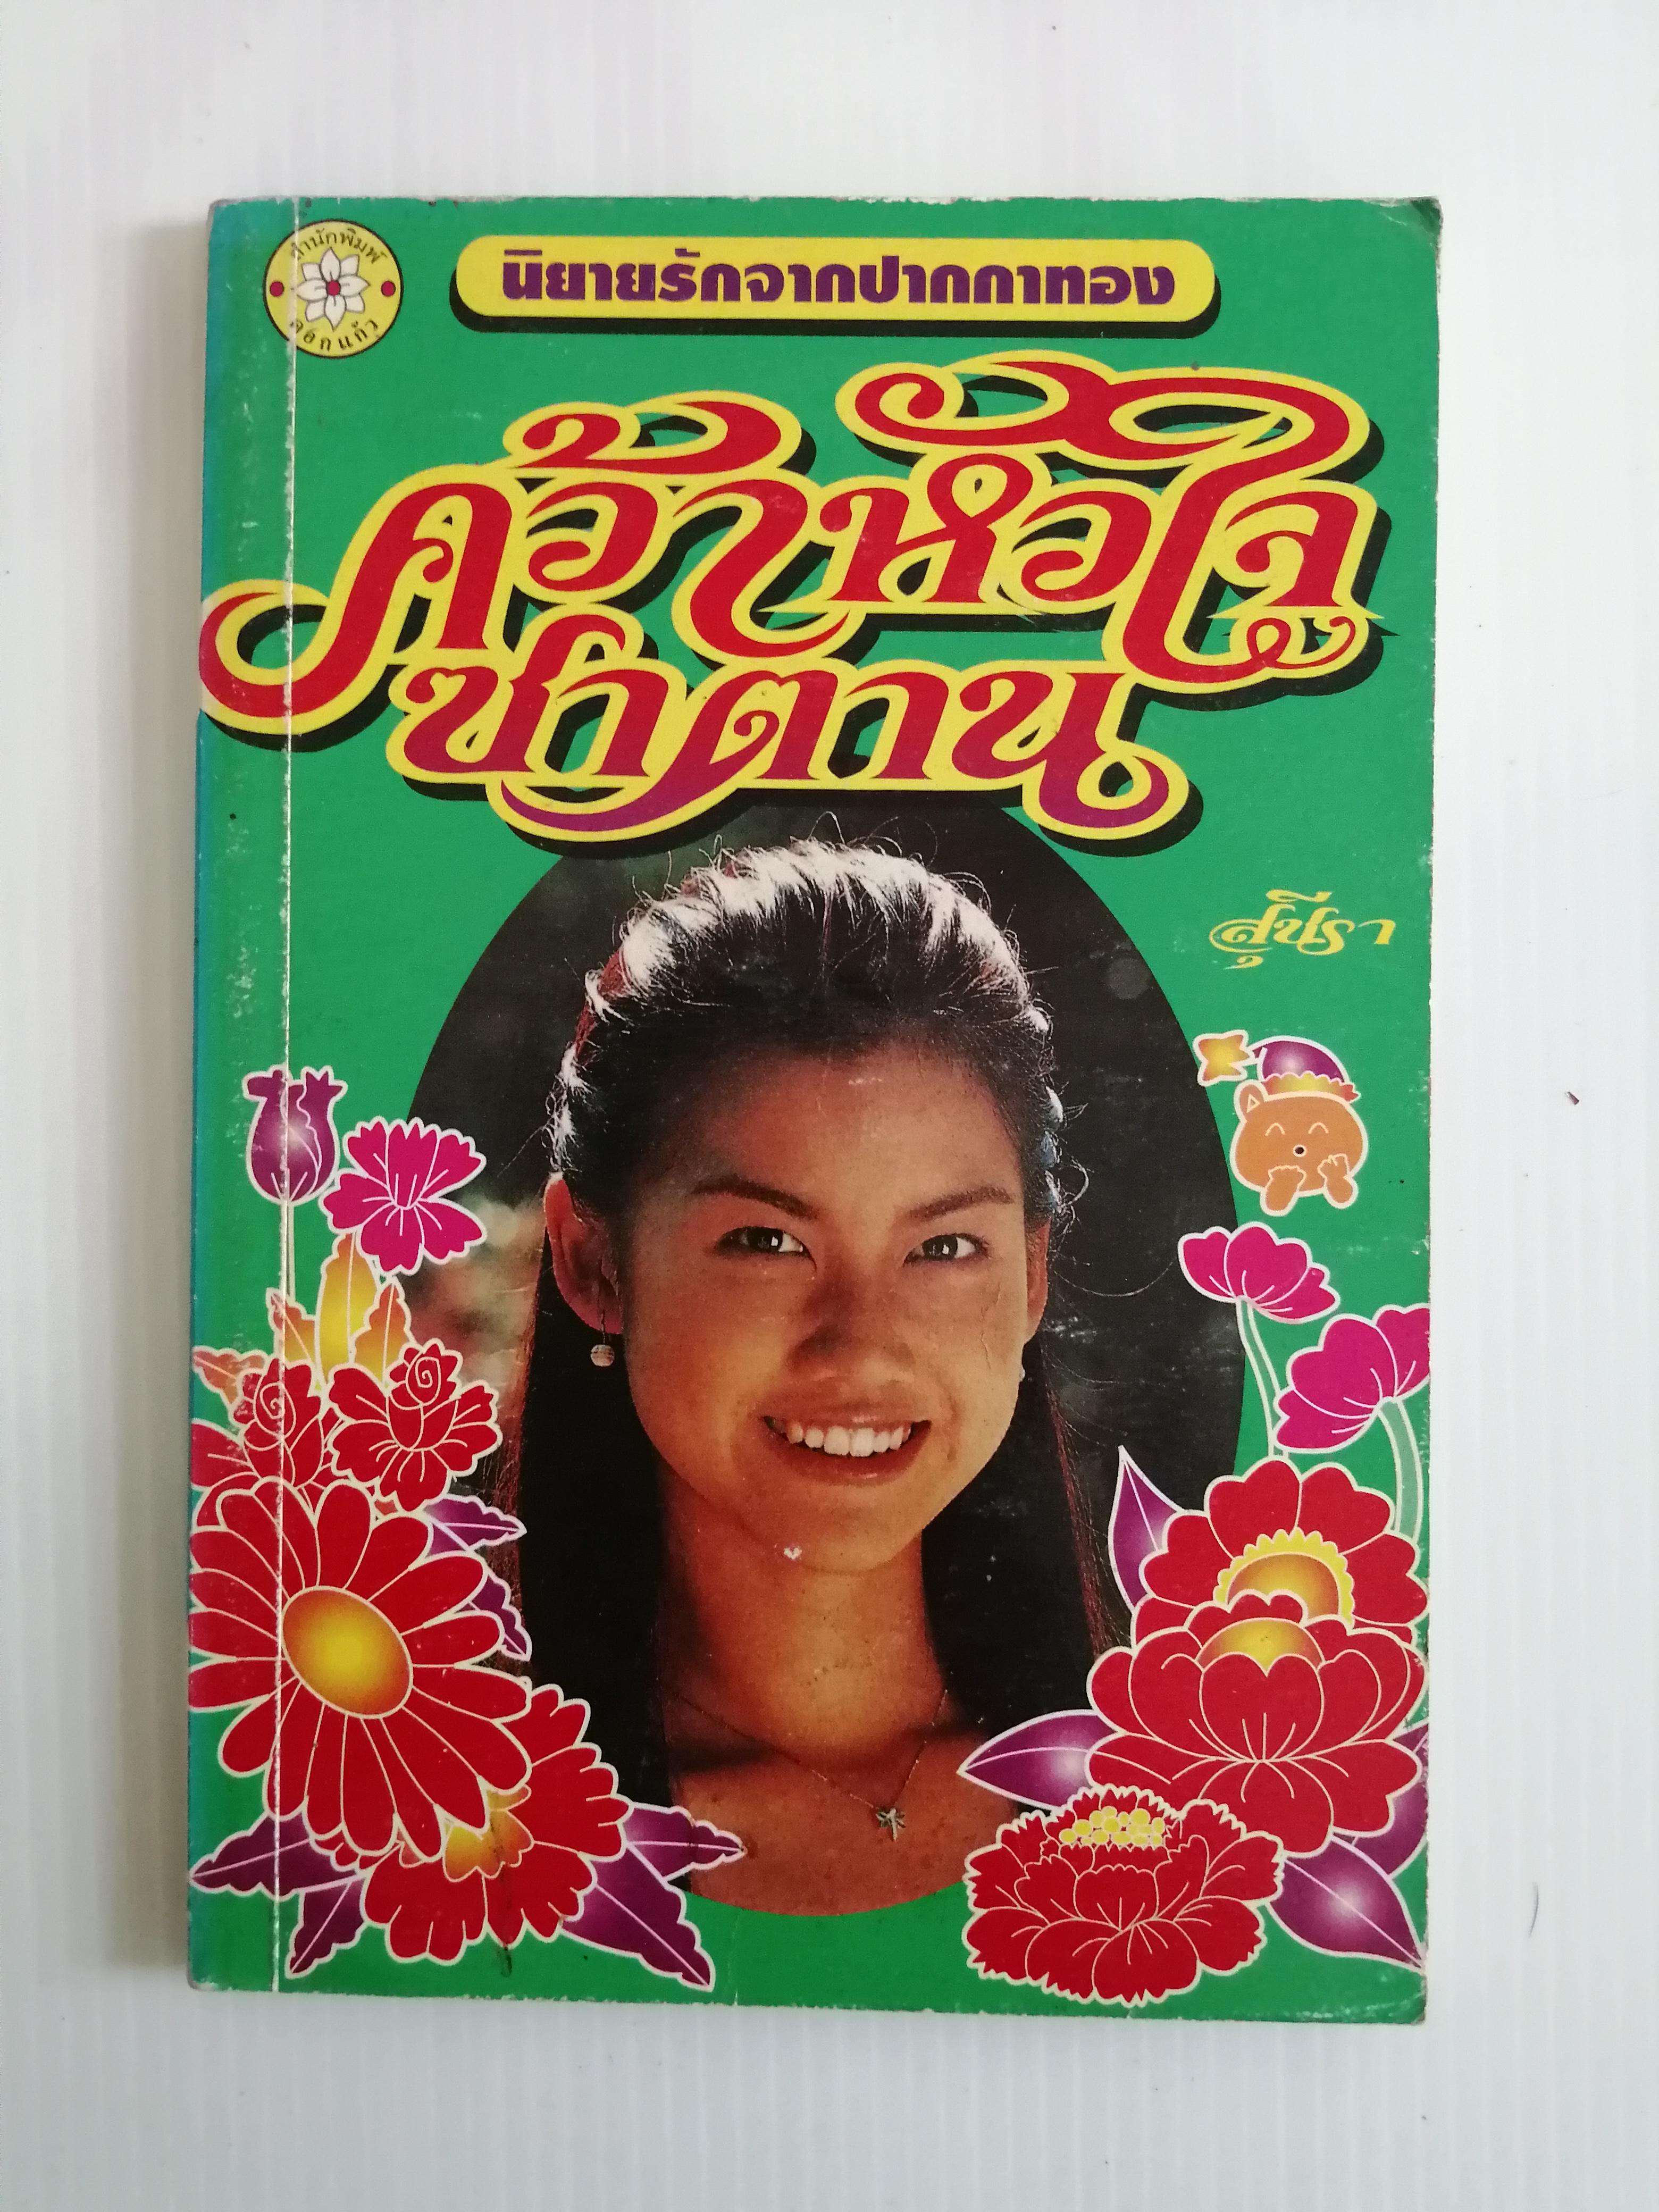 สำนักพิมพ์
ดอกแก้ว
นิยายรักจากปากกาทอง
คว้าหัวใจ
ซาตาน
สุนีรา